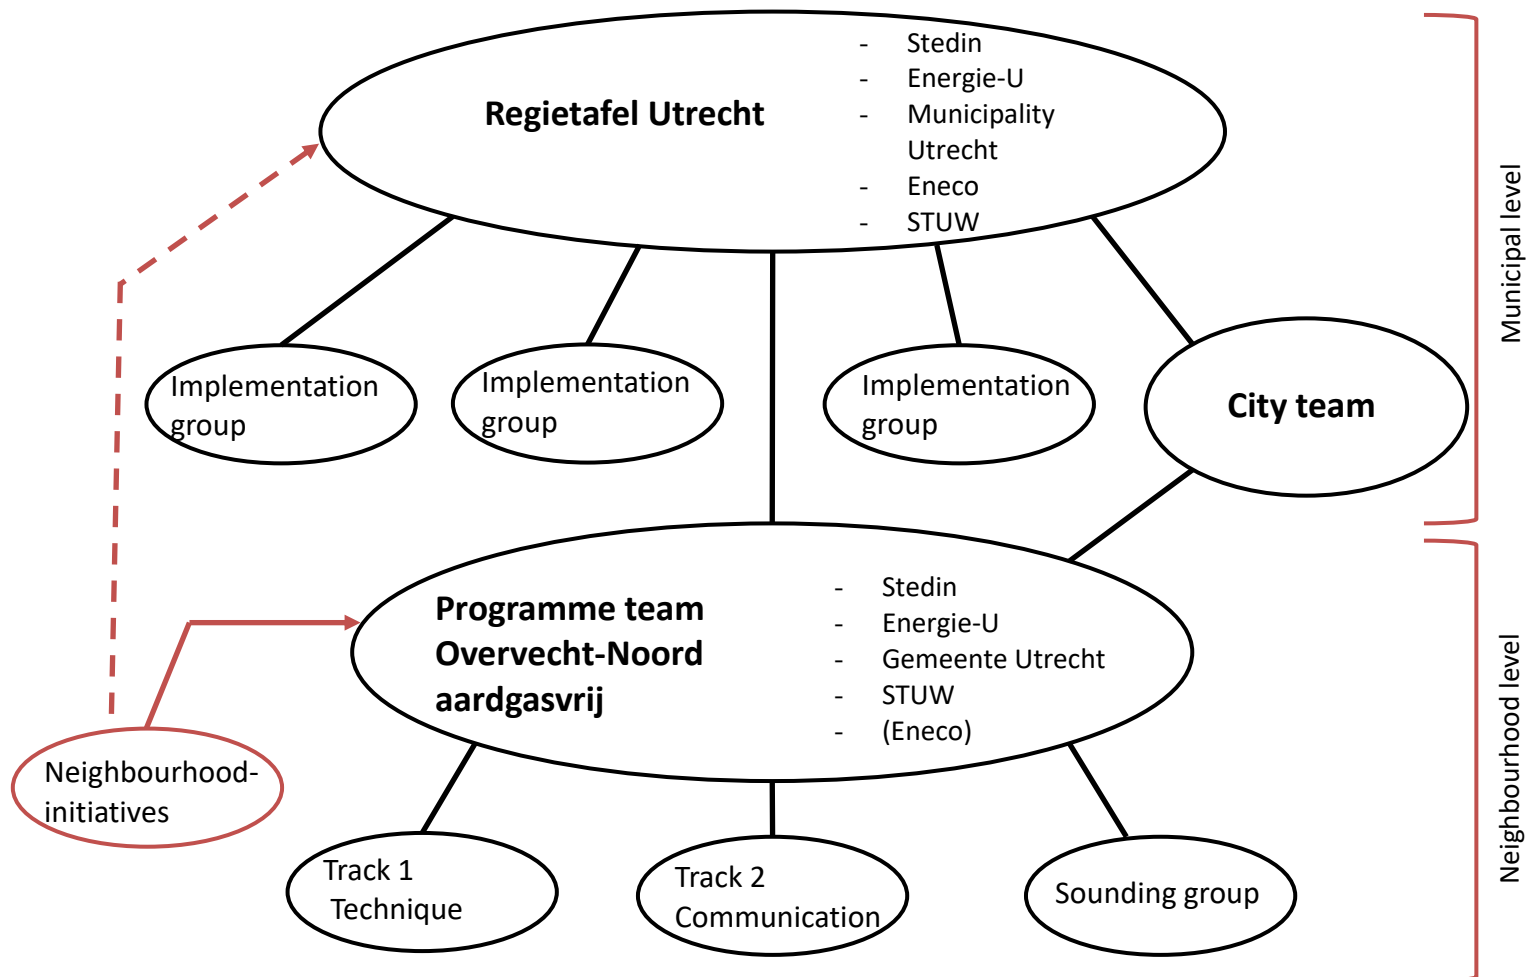 Regietafel Utrecht
- Stedin
- Energie-U
- Municipality
Utrecht
- Eneco
- STUW
Municipal level
Implementation
group
Implementation
group
Implementation
group
City team
Programme team
Overvecht-Noord
aardgasvrij
- Stedin
- Energie-U
- Gemeente Utrecht
- STUW
- (Eneco)
Neighbourhood level
Neighbourhood-
initiatives
Track 1
Technique
Track 2
Communication
Sounding group